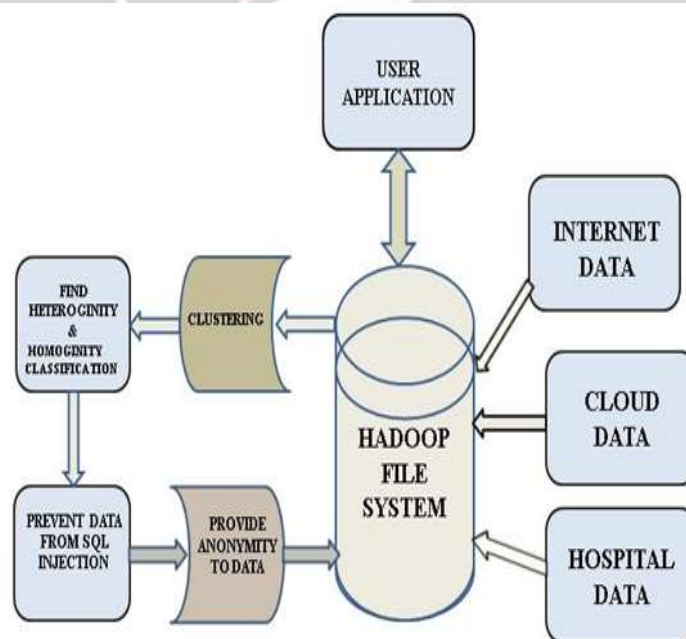 USER
APPLICATION
INTERNET
DATA
FIND
HETEROGINITY
&
HOMOGINITY
CLASSIFICATION
CLUSTERING
CLOUD
DATA
HADOOP
FILE
SYSTEM
PREVENT DATA
FROM SQL
INJECTION
PROVIDE
ANONYMITY
TO DATA
HOSPITAL
DATA